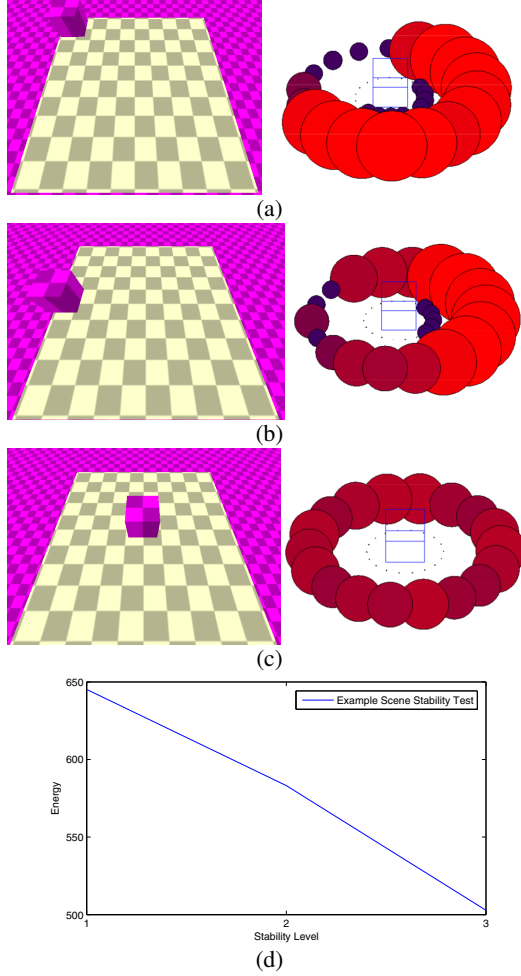 (a)
(b)
(c)
650
600
550
500
Energy
Example Scene Stability Test
1
2
3
Stability Level
(d)